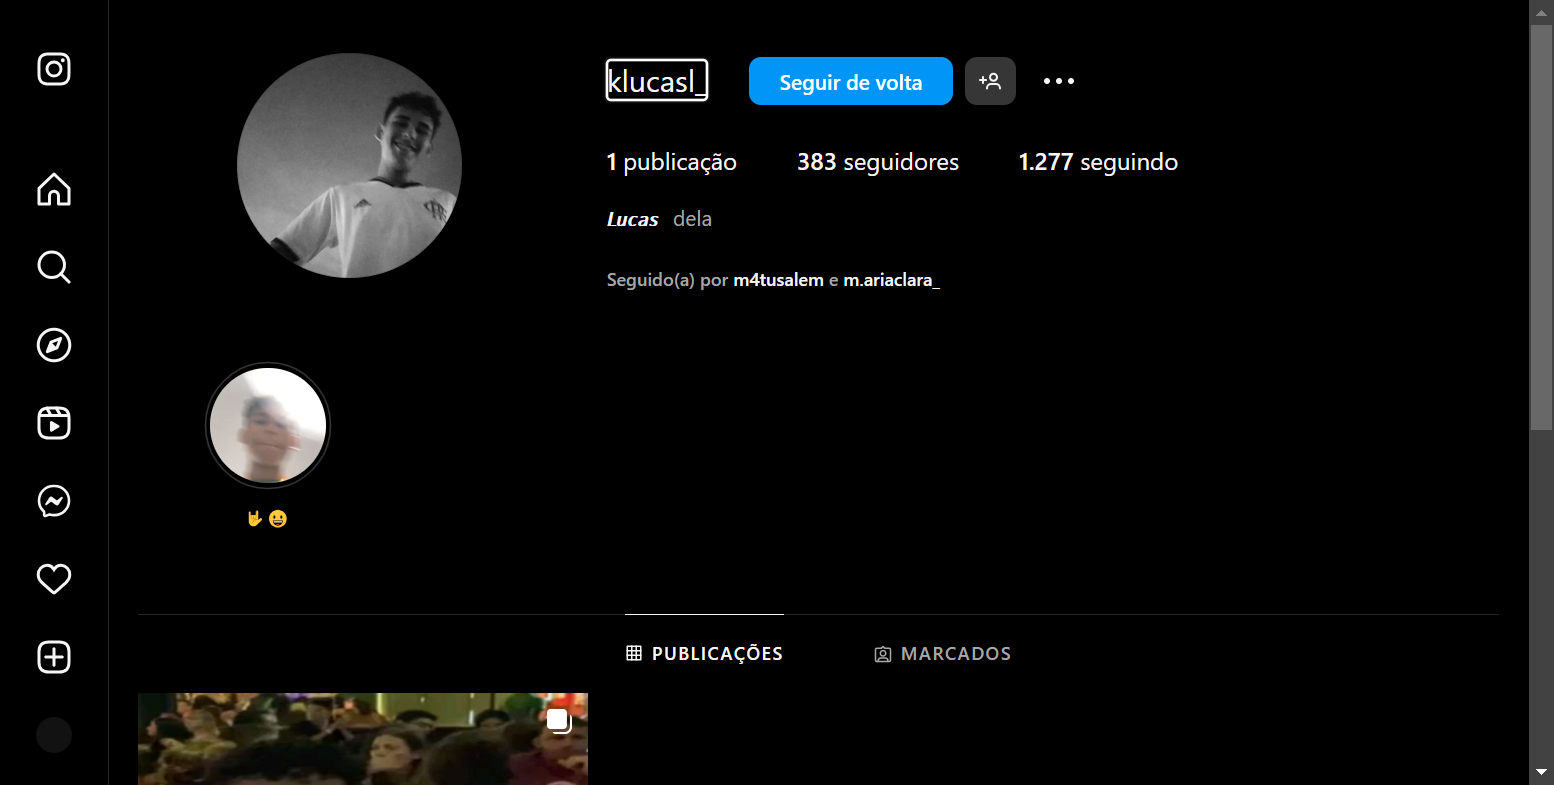 klucasl_ Seguir de volta
1 publicação 383 seguidores 1.277 seguindo
Lucas dela
Seguido(a) por m4tusalem e m.ariaclara_
🤟😀
PUBLICAÇÕES MARCADOS